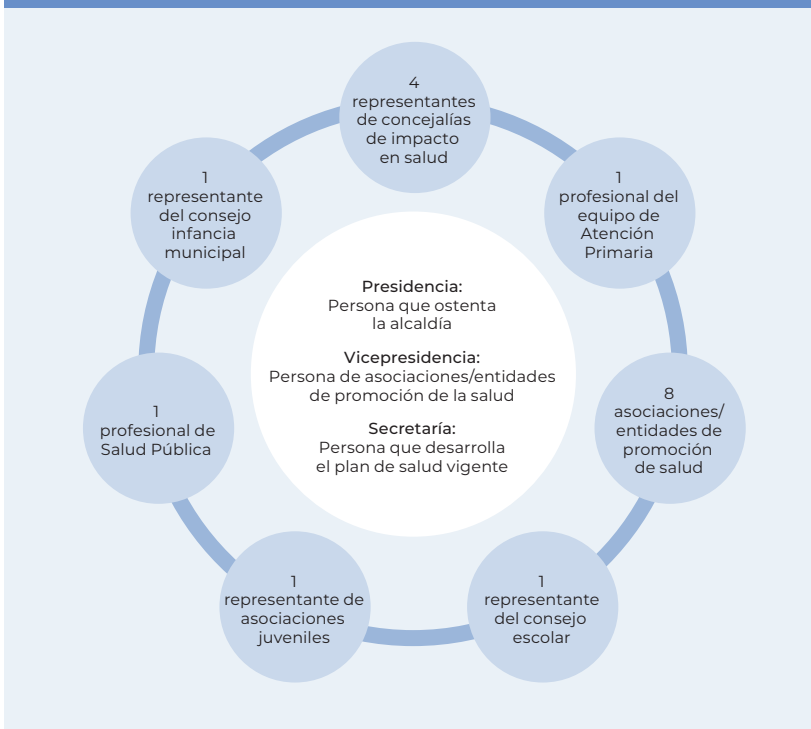 4
representantes
de concejalías
de impacto
en salud
1
profesional del
equipo de
Atención
Primaria
8
asociaciones/
entidades de
promoción
de salud
1
representante
del consejo
escolar
1
representante de
asociaciones
juveniles
1
profesional de
Salud Pública
1
representante
del consejo
infancia
municipal
Presidencia:
Persona que ostenta
la alcaldía
Vicepresidencia:
Persona de asociaciones/entidades
de promoción de la salud
Secretaría:
Persona que desarrolla
el plan de salud vigente